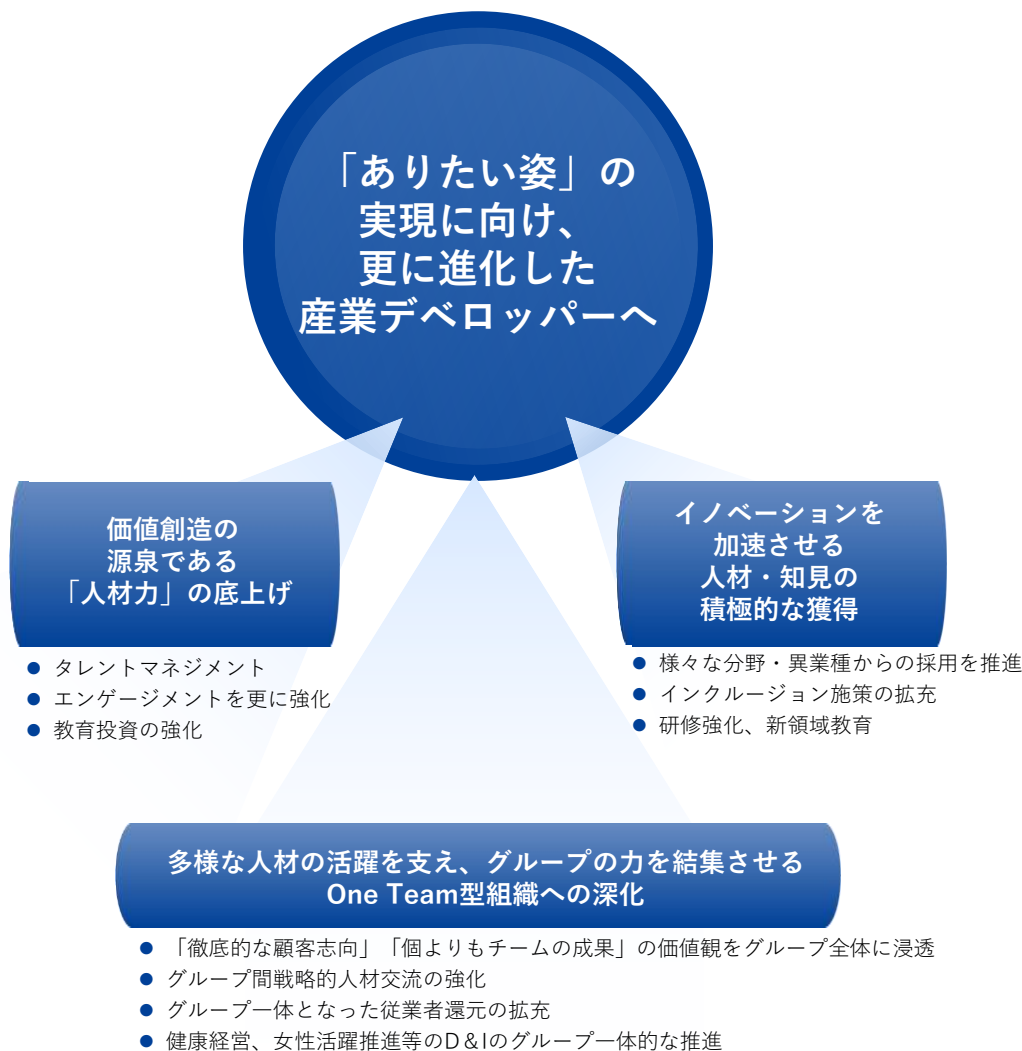 「ありたい姿」の
実現に向け、
更に進化した
産業デベロッパーへ
価値創造の
源泉である
「人材力」の底上げ
● タレントマネジメント
● エンゲージメントを更に強化
● 教育投資の強化
イノベーションを
加速させる
人材・知見の
積極的な獲得
● 様々な分野・異業種からの採用を推進
● インクルージョン施策の拡充
● 研修強化、新領域教育
多様な人材の活躍を支え、グループの力を結集させる
One Team型組織への深化
● 「徹底的な顧客志向」「個よりもチームの成果」の価値観をグループ全体に浸透
● グループ間戦略的人材交流の強化
● グループ一体となった従業者還元の拡充
● 健康経営、女性活躍推進等のD&Iのグループ一体的な推進